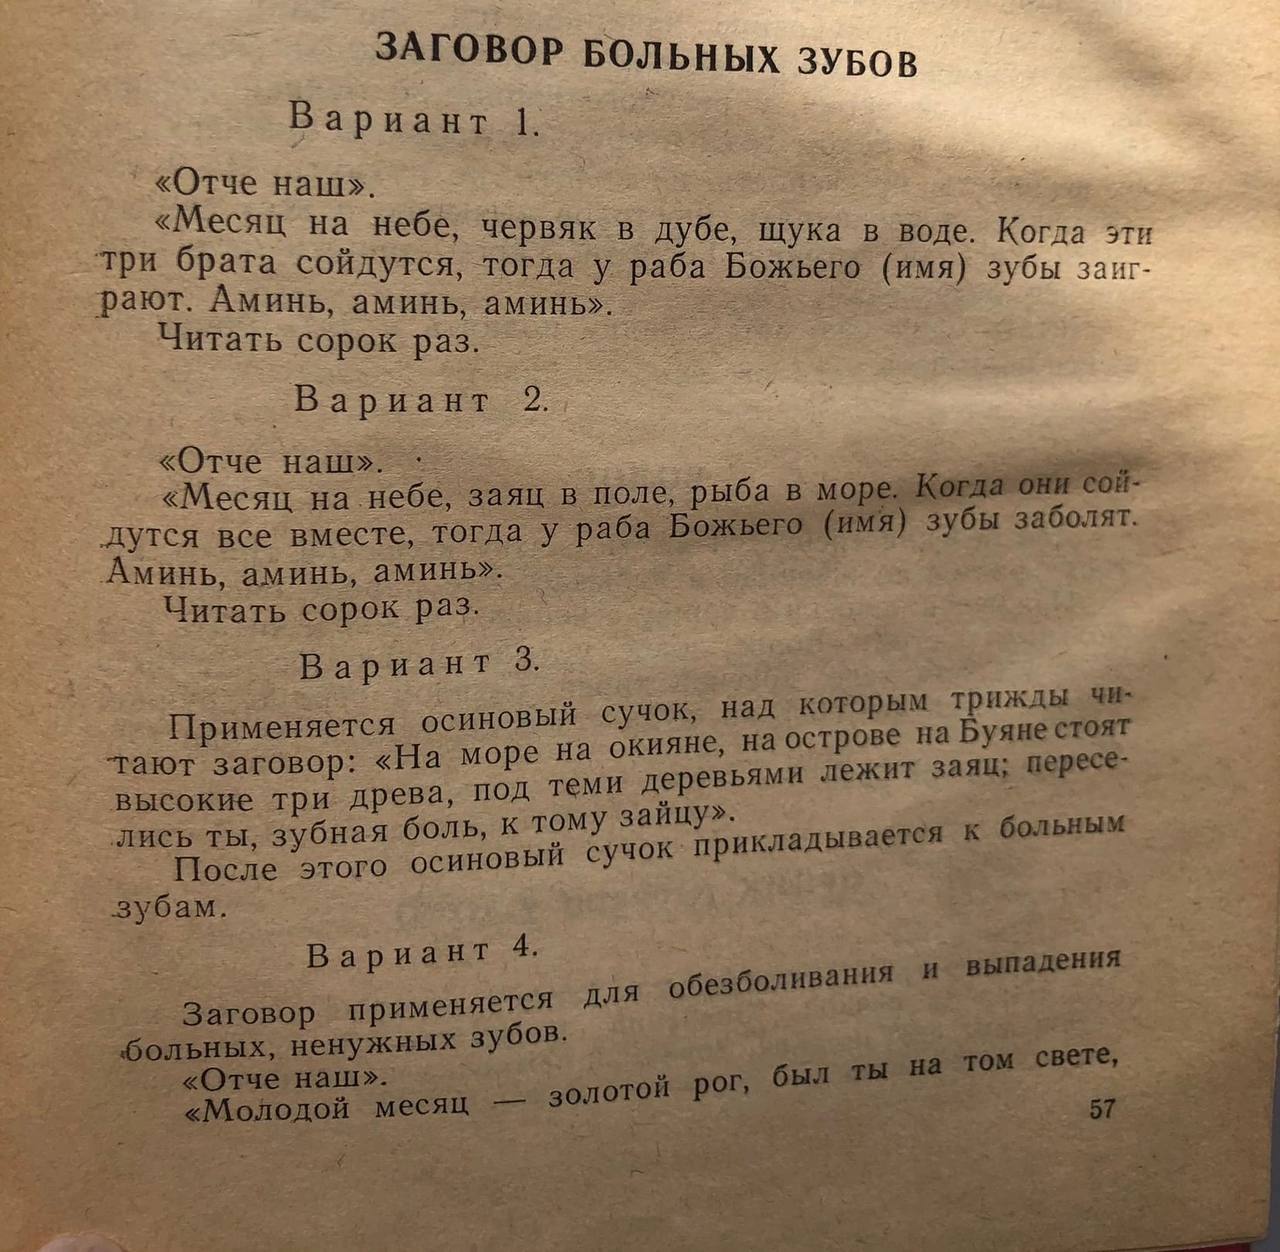 ЗАГОВОР БОЛЬНЫХ ЗУБОВ
Вариант 1.
«Отче наш».
«Месяц на небе, червяк в дубе, щука в воде. Когда эти
три брата сойдутся, тогда у раба Божьего (имя) зубы заиг-
рают. Аминь, аминь, аминь».
Читать сорок раз.
Вариант 2.
«Отче наш».
«Месяц на небе, заяц в поле, рыба в море. Когда они сой-
дутся все вместе, тогда у раба Божьего (имя) зубы заболят.
Аминь, аминь, аминь».
Читать сорок раз.
Вариант 3.
Применяется осиновый сучок, над которым трижды чи-
тают заговор: «На море на окияне, на острове на Буяне стоят
высокие три древа, под теми деревьями лежит заяц; пересе-
лись ты, зубная боль, к тому зайцу».
После этого осиновый сучок прикладывается к больным
зубам.
Вариант 4.
Заговор применяется для обезболивания и выпадения
больных, ненужных зубов.
«Отче наш».
«Молодой месяц — золотой рог, был ты на том свете,
57